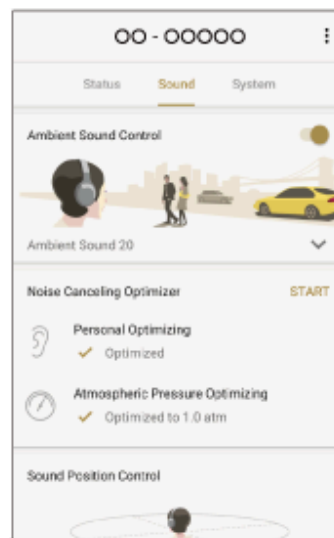 OO - OOOOO
Status Sound System
Ambient Sound Control
Ambient Sound 20
Noise Canceling Optimizer START
Personal Optimizing
Optimized
Atmospheric Pressure Optimizing
Optimized to 1.0 atm
Sound Position Control